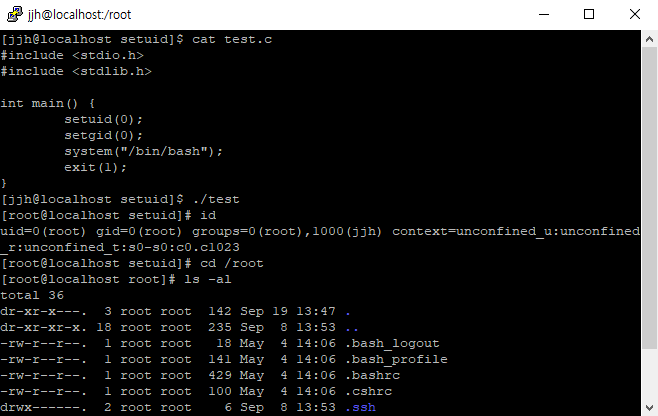 jjh@localhost:/root
[jjh@localhost setuid]$ cat test.c
#include <stdio.h>
#include <stdlib.h>
int main() {
        setuid(0);
        setgid(0);
        system("/bin/bash");
        exit(1);
}
[jjh@localhost setuid]$ ./test
[root@localhost setuid]# id
uid=0(root) gid=0(root) groups=0(root),1000(jjh) context=unconfined_u:unconfined
_r:unconfined_t:s0-s0:c0.c1023
[root@localhost setuid]# cd /root
[root@localhost root]# ls -al
total 36
dr-xr-x---.  3 root root  142 Sep 19 13:47 .
dr-xr-xr-x. 18 root root  235 Sep  8 13:53 ..
-rw-r--r--.  1 root root   18 May  4 14:06 .bash_logout
-rw-r--r--.  1 root root  141 May  4 14:06 .bash_profile
-rw-r--r--.  1 root root  429 May  4 14:06 .bashrc
-rw-r--r--.  1 root root  100 May  4 14:06 .cshrc
drwx------.  2 root root    6 Sep  8 13:53 .ssh